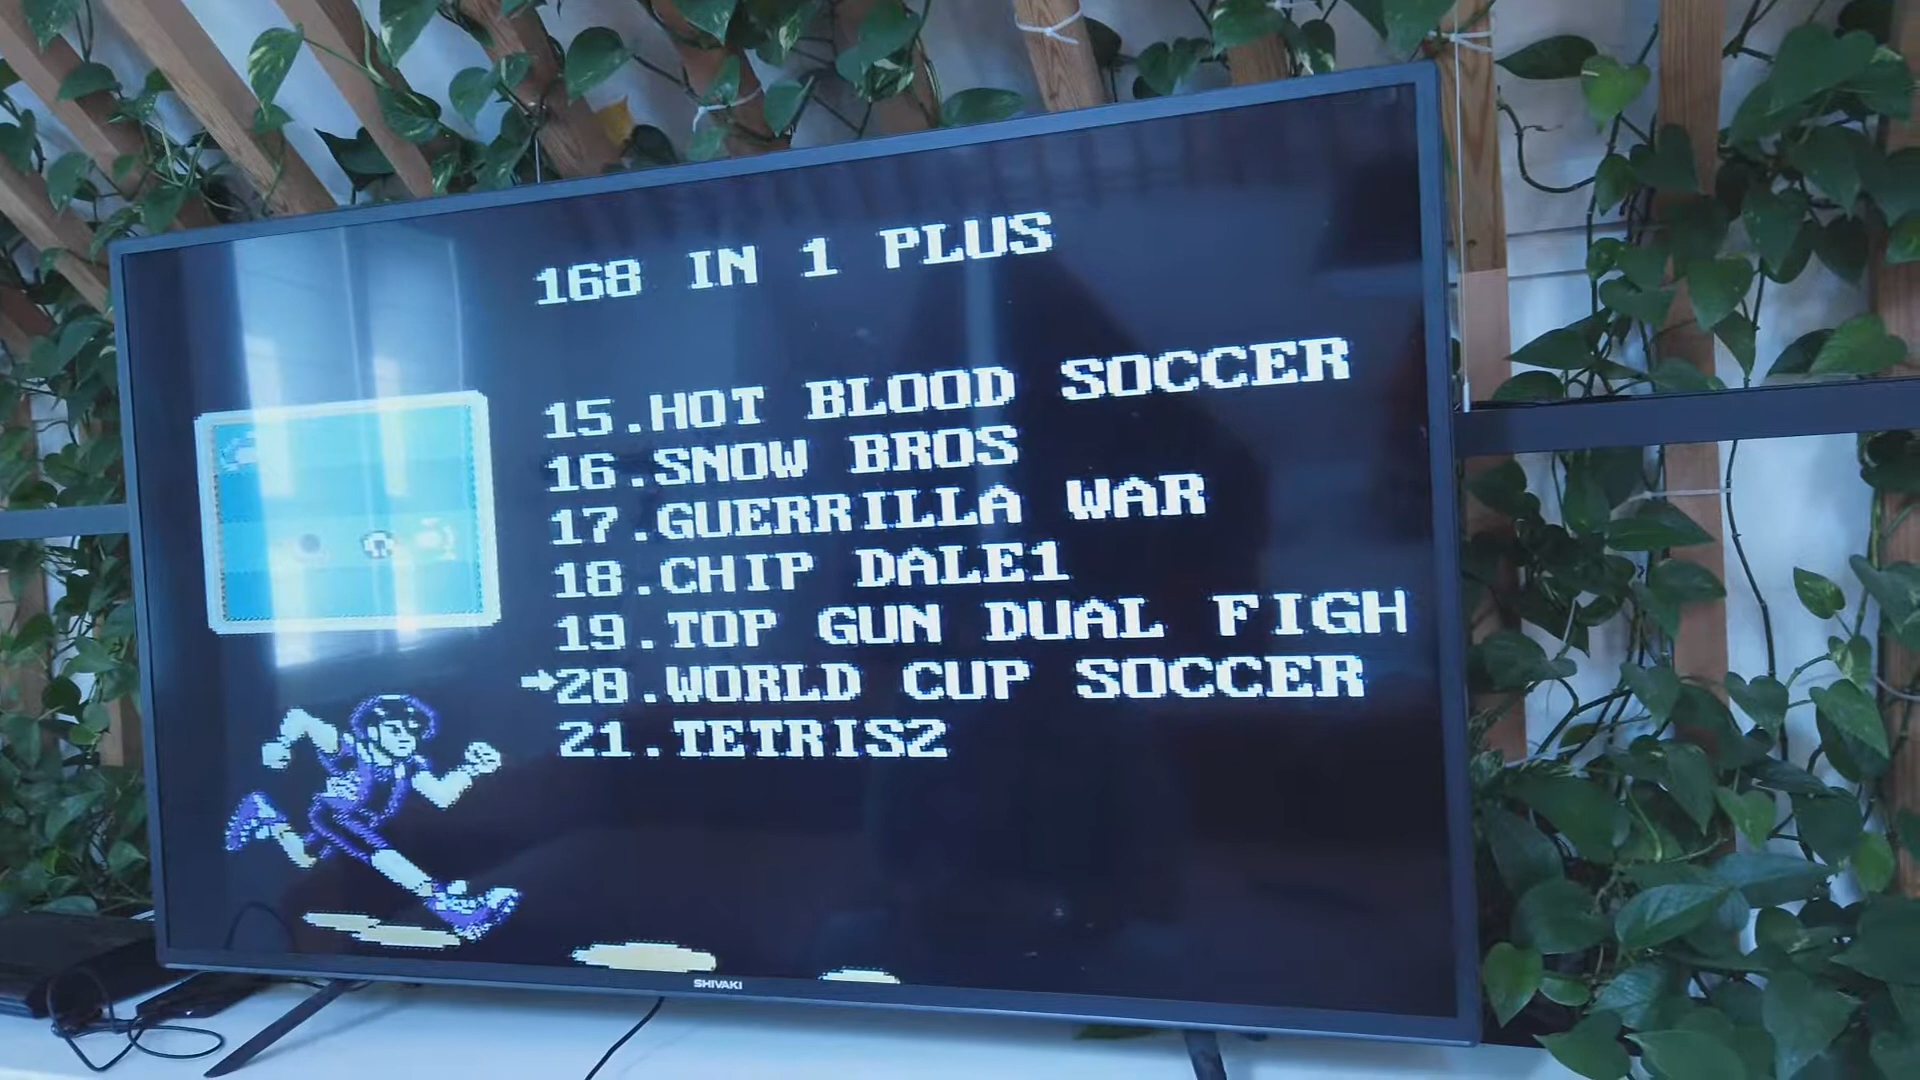 168 IN 1 PLUS
15.HOT BLOOD SOCCER
16.SNOW BROS
17.GUERRILLA WAR
18.CHIP DALE1
19.TOP GUN DUAL FIGH
20.WORLD CUP SOCCER
21.TETRIS2
SHIVAKI